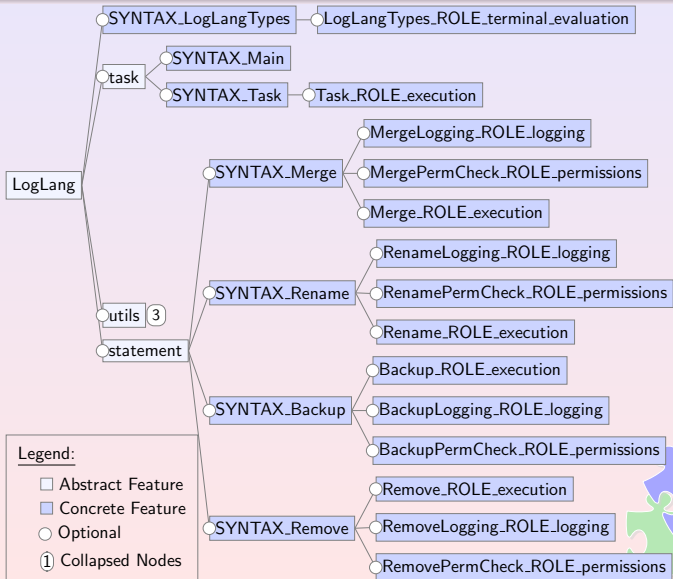 SYNTAX_LogLangTypes
LogLangTypes_ROLE_terminal_evaluation
task
SYNTAX_Main
SYNTAX_Task
Task_ROLE_execution
LogLang
SYNTAX_Merge
MergeLogging_ROLE_logging
MergePermCheck_ROLE_permissions
Merge_ROLE_execution
SYNTAX_Rename
RenameLogging_ROLE_logging
RenamePermCheck_ROLE_permissions
Rename_ROLE_execution
utils 3
statement
SYNTAX_Backup
Backup_ROLE_execution
BackupLogging_ROLE_logging
BackupPermCheck_ROLE_permissions
SYNTAX_Remove
Remove_ROLE_execution
RemoveLogging_ROLE_logging
RemovePermCheck_ROLE_permissions
Legend:
Abstract Feature
Concrete Feature
Optional
1 Collapsed Nodes